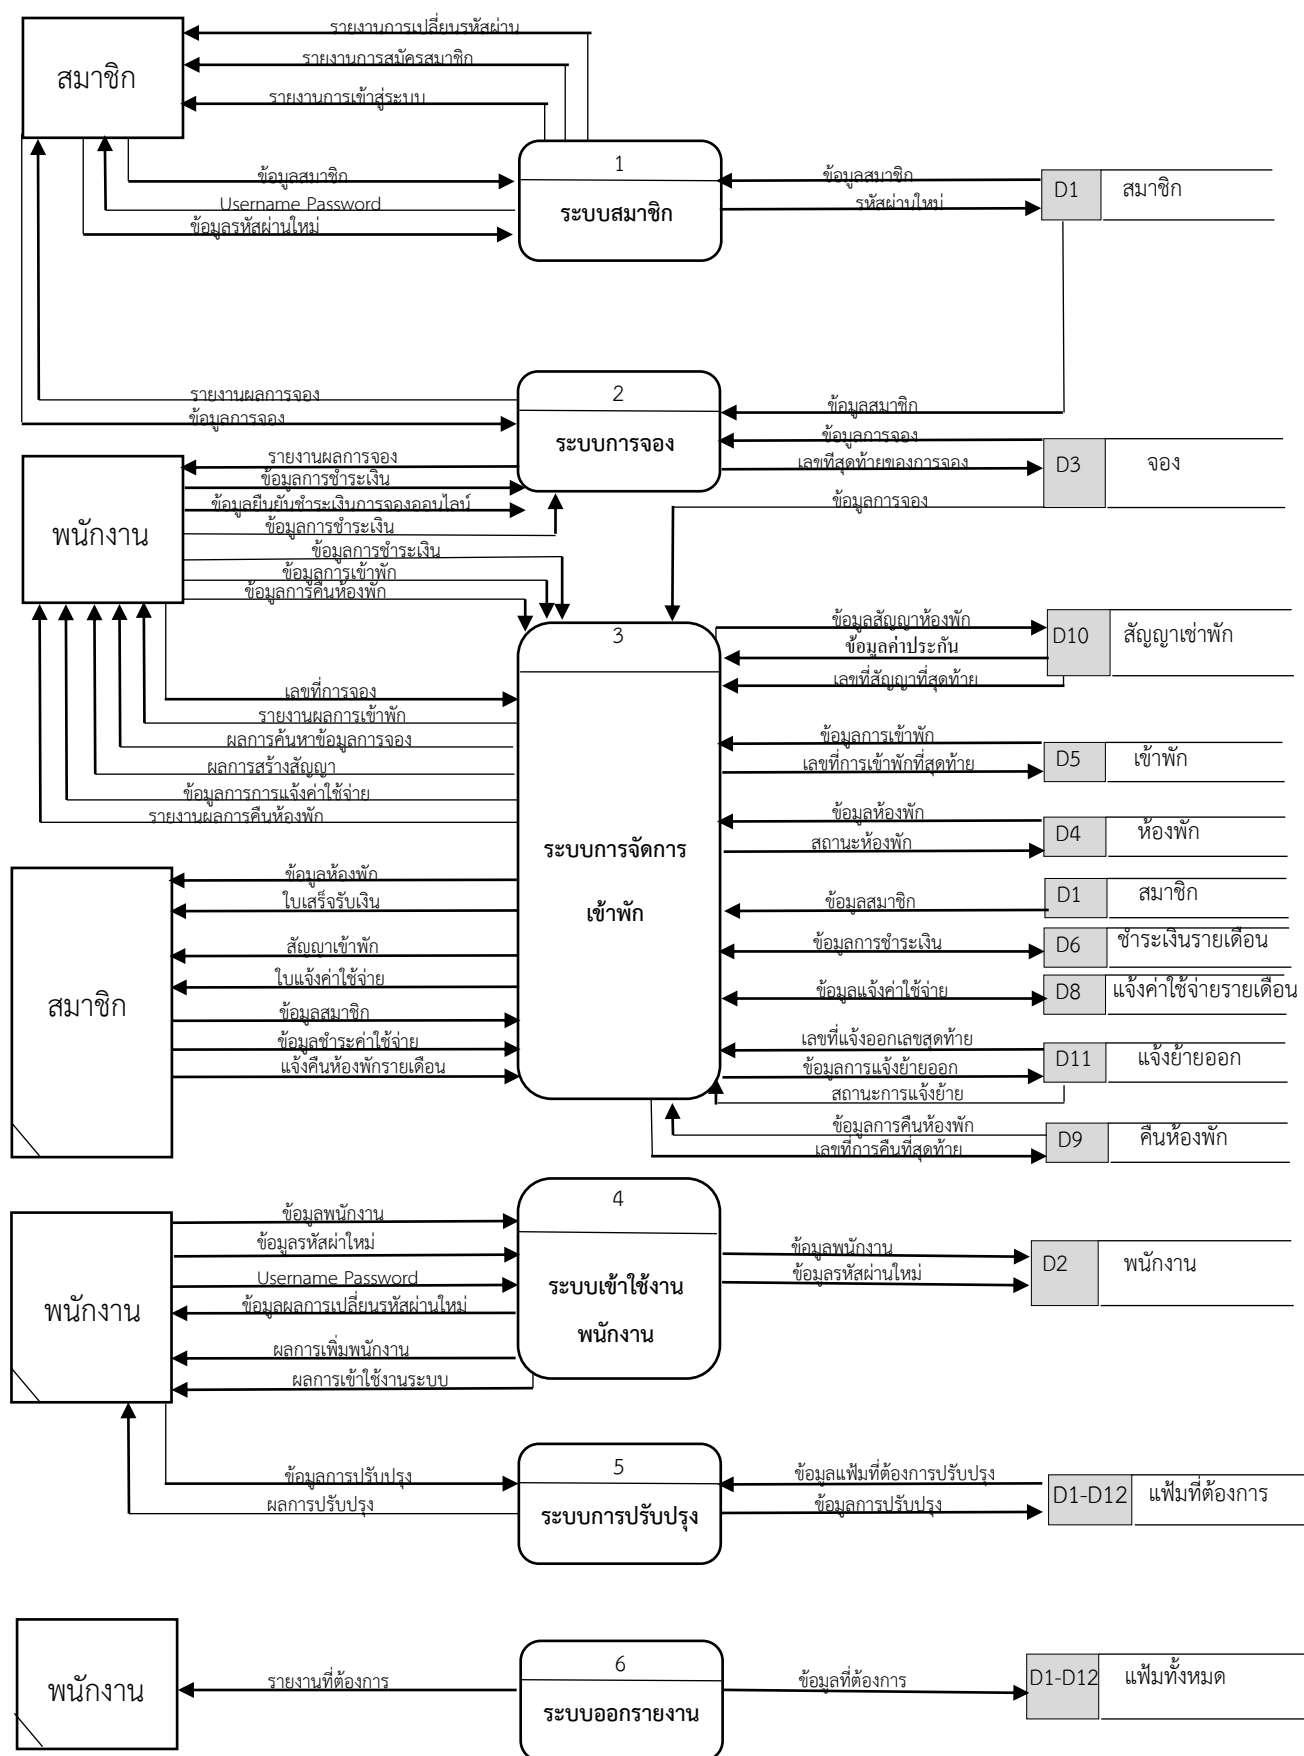 รายงานการเปลี่ยนรหัสผ่าน
รายงานการสมัครสมาชิก
สมาชิก
รายงานการเข้าสู่ระบบ
1
ระบบสมาชิก
ข้อมูลสมาชิก
Username Password
ข้อมูลรหัสผ่านใหม่
ข้อมูลสมาชิก
รหัสผ่านใหม่
D1
สมาชิก
รายงานผลการจอง
ข้อมูลการจอง
2
ระบบการจอง
ข้อมูลสมาชิก
ข้อมูลการจอง
เลขที่สุดท้ายของการจอง
D3
จอง
ข้อมูลการจอง
พนักงาน
รายงานผลการจอง
ข้อมูลการชำระเงิน
ข้อมูลยืนยันชำระเงินการจองออนไลน์
ข้อมูลการชำระเงิน
ข้อมูลการชำระเงิน
ข้อมูลการเข้าพัก
ข้อมูลการคืนห้องพัก
3
ระบบการจัดการ
เข้าพัก
เลขที่การจอง
รายงานผลการเข้าพัก
ผลการค้นหาข้อมูลการจอง
ผลการสร้างสัญญา
ข้อมูลการการแจ้งค่าใช้จ่าย
รายงานผลการคืนห้องพัก
ข้อมูลสัญญาห้องพัก
ข้อมูลค่าประกัน
เลขที่สัญญาที่สุดท้าย
D10
สัญญาเช่าพัก
ข้อมูลการเข้าพัก
เลขที่การเข้าพักที่สุดท้าย
D5
เข้าพัก
ข้อมูลห้องพัก
สถานะห้องพัก
D4
ห้องพัก
ข้อมูลสมาชิก
D1
สมาชิก
ข้อมูลการชำระเงิน
D6
ชำระเงินรายเดือน
ข้อมูลแจ้งค่าใช้จ่าย
D8
แจ้งค่าใช้จ่ายรายเดือน
เลขที่แจ้งออกเลขสุดท้าย
ข้อมูลการแจ้งย้ายออก
สถานะการแจ้งย้าย
D11
แจ้งย้ายออก
ข้อมูลการคืนห้องพัก
เลขที่การคืนที่สุดท้าย
D9
คืนห้องพัก
สมาชิก
ข้อมูลห้องพัก
ใบเสร็จรับเงิน
สัญญาเข้าพัก
ใบแจ้งค่าใช้จ่าย
ข้อมูลสมาชิก
ข้อมูลชำระค่าใช้จ่าย
แจ้งคืนห้องพักรายเดือน
พนักงาน
ข้อมูลพนักงาน
ข้อมูลรหัสผ่าใหม่
Username Password
ข้อมูลผลการเปลี่ยนรหัสผ่านใหม่
ผลการเพิ่มพนักงาน
ผลการเข้าใช้งานระบบ
4
ระบบเข้าใช้งาน
พนักงาน
ข้อมูลพนักงาน
ข้อมูลรหัสผ่านใหม่
D2
พนักงาน
ข้อมูลการปรับปรุง
ผลการปรับปรุง
5
ระบบการปรับปรุง
ข้อมูลแฟ้มที่ต้องการปรับปรุง
ข้อมูลการปรับปรุง
D1-D12
แฟ้มที่ต้องการ
พนักงาน
รายงานที่ต้องการ
6
ระบบออกรายงาน
ข้อมูลที่ต้องการ
D1-D12
แฟ้มทั้งหมด